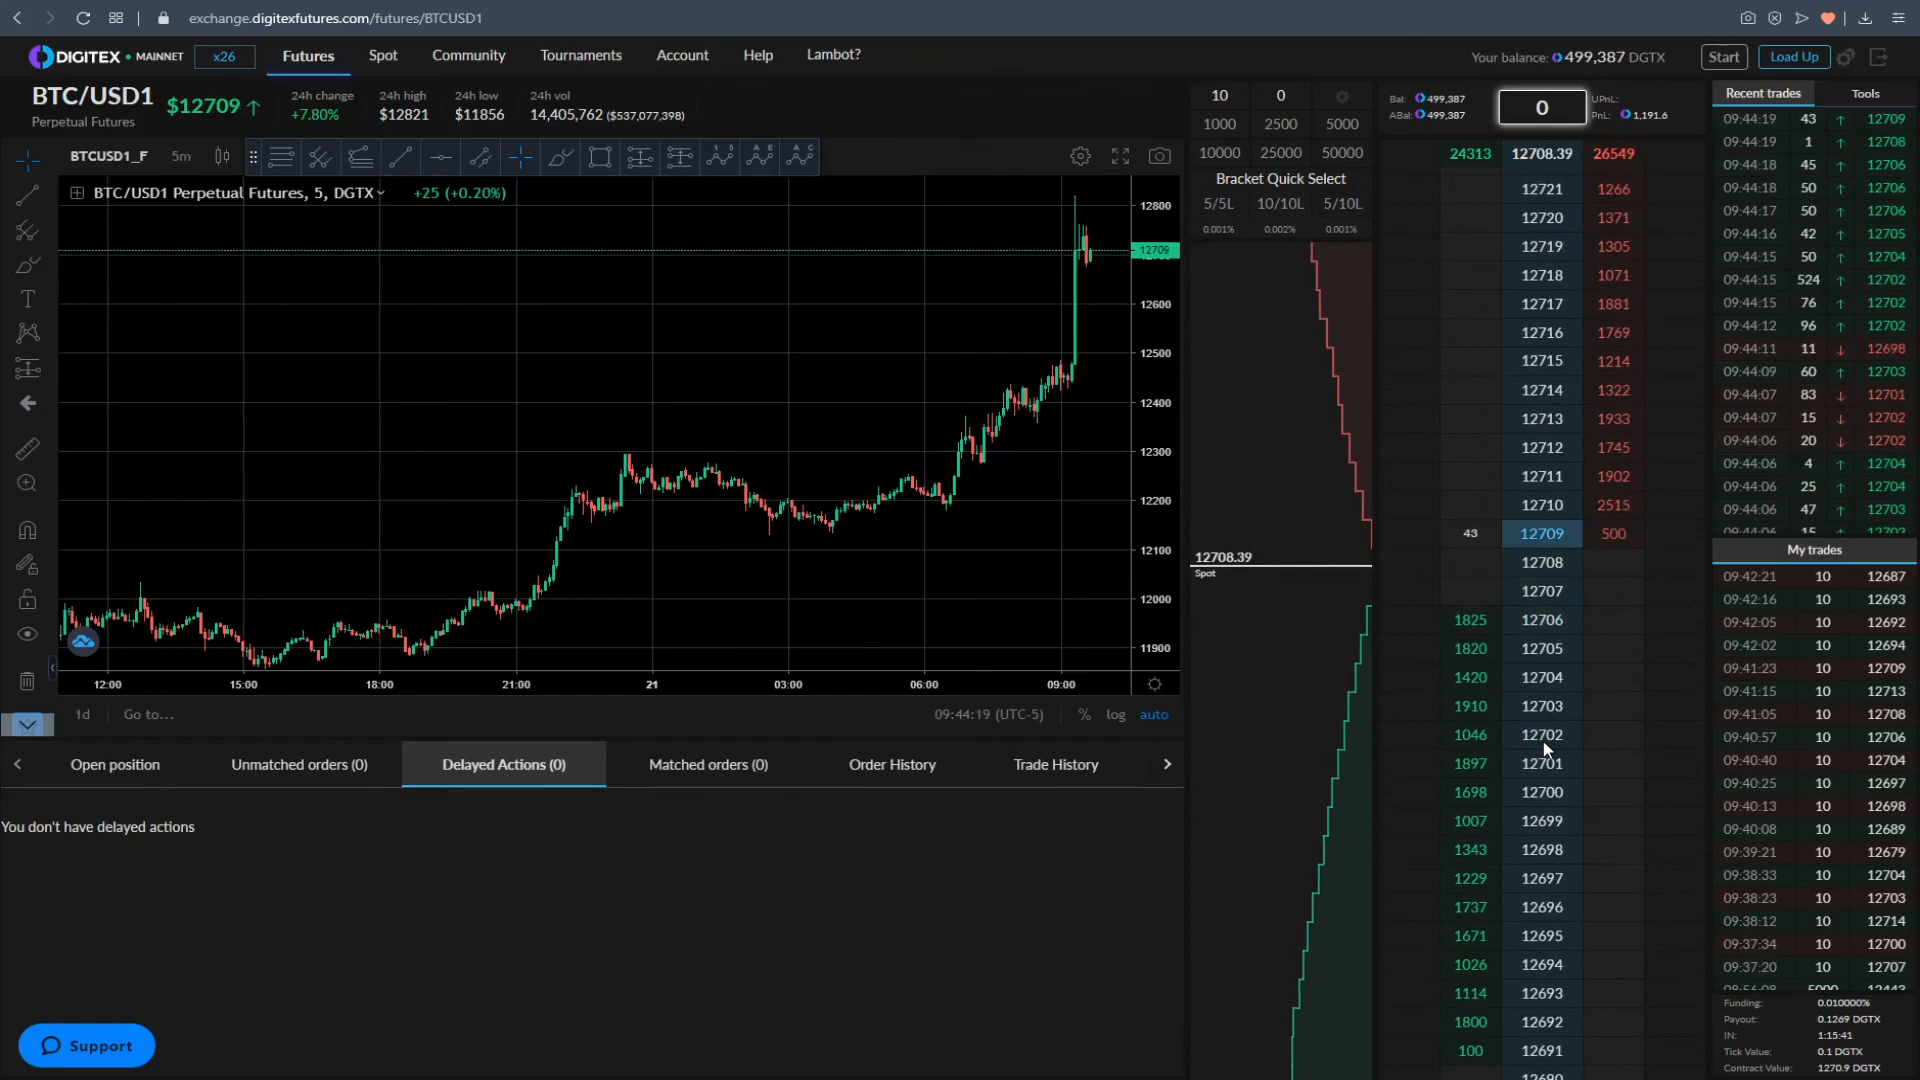 exchange.digitexfutures.com/futures/BTCUSD1
DIGITEX • MAINNET
x26
Futures
Spot
Community
Tournaments
Account
Help
Lambot?
Your balance: 499,387 DGTX
Start
Load Up
BTC/USD1
Perpetual Futures
$12709 ↑
24h change
+7.80%
24h high
$12821
24h low
$11856
24h vol
14,405,762 ($537,077,398)
BTCUSD1_F
5m
BTC/USD1 Perpetual Futures, 5, DGTX
+25 (+0.20%)
12800
12709
12600
12500
12400
12300
12200
12100
12000
11900
12:00
15:00
18:00
21:00
21
03:00
06:00
09:00
1d
Go to...
09:44:19 (UTC-5)
%
log
auto
Open position
Unmatched orders (0)
Delayed Actions (0)
Matched orders (0)
Order History
Trade History
You don't have delayed actions
Support
10 0
1000 2500 5000
10000 25000 50000
Bracket Quick Select
5/5L 10/10L 5/10L
0.001% 0.002% 0.001%
12708.39
Spot
Bal: 499,387
ABal: 499,387
0
UPnL:
PnL: 1,191.6
24313 12708.39 26549
12721 1266
12720 1371
12719 1305
12718 1071
12717 1881
12716 1769
12715 1214
12714 1322
12713 1933
12712 1745
12711 1902
12710 2515
43 12709 500
12708
12707
1825 12706
1820 12705
1420 12704
1910 12703
1046 12702
1897 12701
1698 12700
1007 12699
1343 12698
1229 12697
1737 12696
1671 12695
1026 12694
1114 12693
1800 12692
100 12691
12690
Recent trades
Tools
09:44:19 43 ↑ 12709
09:44:19 1 ↑ 12708
09:44:18 45 ↑ 12706
09:44:18 50 ↑ 12706
09:44:17 50 ↑ 12706
09:44:16 42 ↑ 12705
09:44:15 50 ↑ 12704
09:44:15 524 ↑ 12702
09:44:15 76 ↑ 12702
09:44:12 96 ↑ 12702
09:44:11 11 ↓ 12698
09:44:09 60 ↑ 12703
09:44:07 83 ↓ 12701
09:44:07 15 ↓ 12702
09:44:06 20 ↓ 12702
09:44:06 4 ↑ 12704
09:44:06 25 ↑ 12704
09:44:06 47 ↑ 12703
09:44:06 15 ↑ 12702
My trades
09:42:21 10 12687
09:42:16 10 12693
09:42:05 10 12692
09:42:02 10 12694
09:41:23 10 12709
09:41:15 10 12713
09:41:05 10 12708
09:40:57 10 12706
09:40:40 10 12704
09:40:25 10 12697
09:40:13 10 12698
09:40:08 10 12689
09:39:21 10 12679
09:38:33 10 12704
09:38:23 10 12703
09:38:12 10 12714
09:37:34 10 12700
09:37:20 10 12707
Funding: 0.010000%
Payout: 0.1269 DGTX
IN: 1:15:41
Tick Value: 0.1 DGTX
Contract Value: 1270.9 DGTX